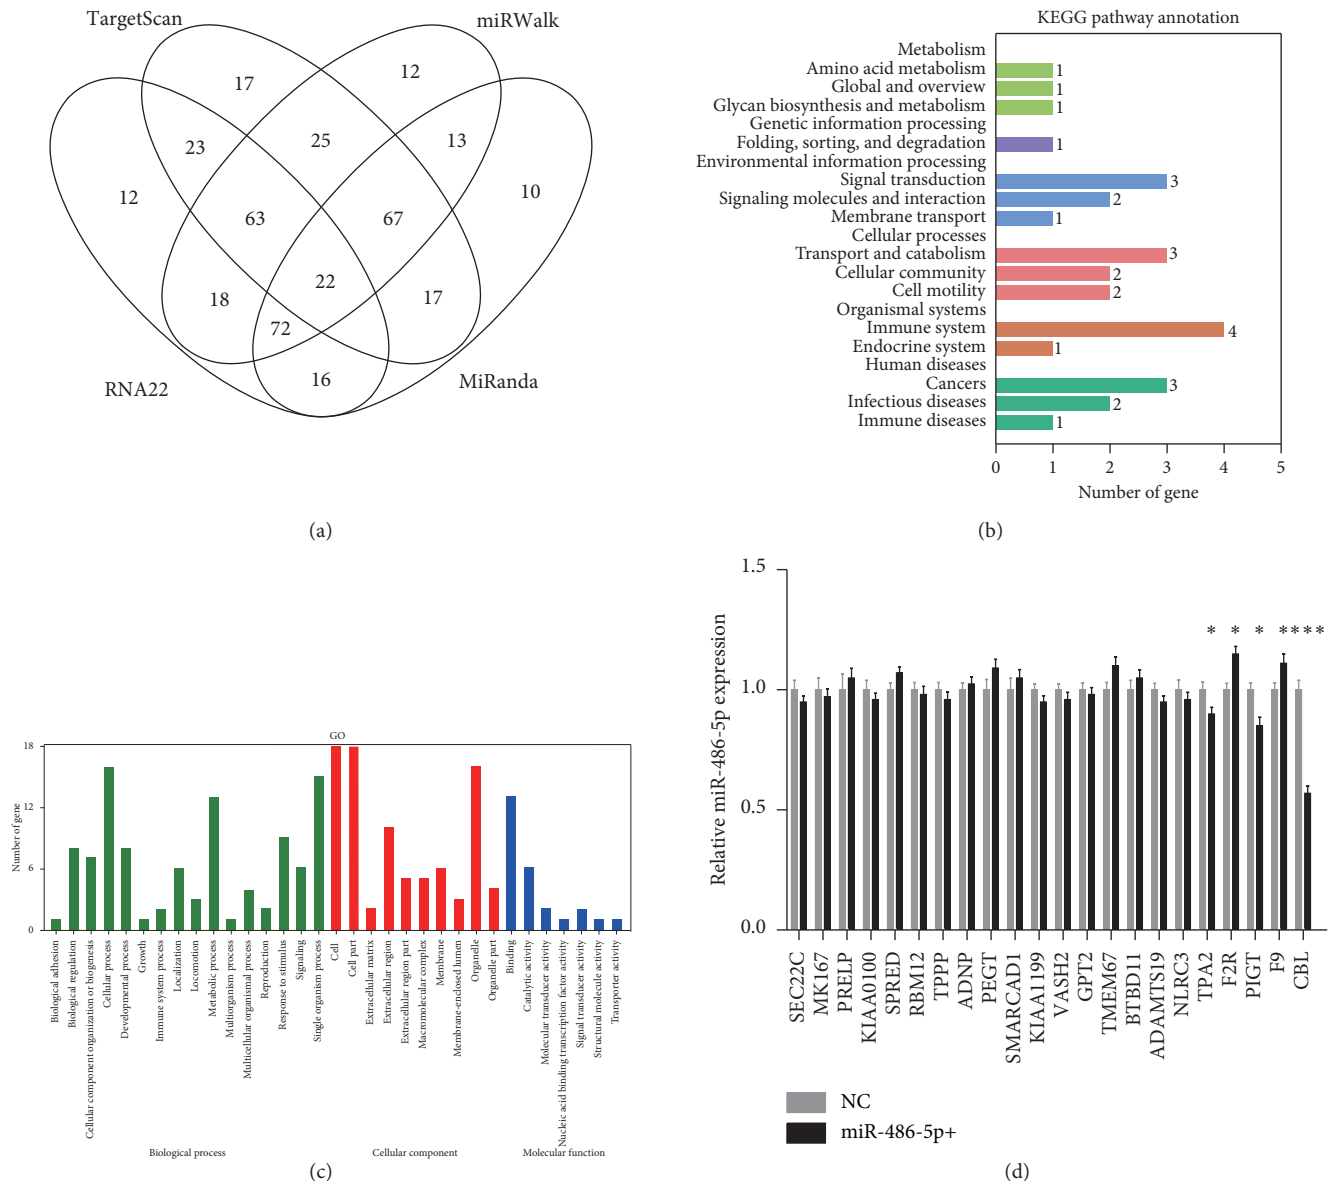 TargetScan
miRWalk
17
12
23
25
13
12
10
63
67
18
22
17
72
16
RNA22
MiRanda
(a)
KEGG pathway annotation
Metabolism
Amino acid metabolism 1
Global and overview 1
Glycan biosynthesis and metabolism 1
Genetic information processing
Folding, sorting, and degradation 1
Environmental information processing
Signal transduction 3
Signaling molecules and interaction 2
Membrane transport 1
Cellular processes
Transport and catabolism 3
Cellular community 2
Cell motility 2
Organismal systems
Immune system 4
Endocrine system 1
Human diseases
Cancers 3
Infectious diseases 2
Immune diseases 1
0 1 2 3 4 5
Number of gene
(b)
GO
18
12
6
0
Number of gene
Biological adhesion
Biological regulation
Cellular component organization or biogenesis
Cellular process
Developmental process
Growth
Immune system process
Localization
Locomotion
Metabolic process
Multiorganism process
Multicellular organismal process
Reproduction
Response to stimulus
Signaling
Single organism process
Cell
Cell part
Extracellular matrix
Extracellular region
Extracellular region part
Macromolecular complex
Membrane
Membrane-enclosed lumen
Organelle
Organelle part
Binding
Catalytic activity
Molecular transducer activity
Nucleic acid binding transcription factor activity
Signal transducer activity
Structural molecule activity
Transporter activity
Biological process
Cellular component
Molecular function
(c)
1.5
1.0
0.5
0.0
Relative miR-486-5p expression
* * * ****
SEC22C
MK167
PRELP
KIAA0100
SPRED
RBM12
TPPP
ADNP
PEGT
SMARCAD1
KIAA1199
VASH2
GPT2
TMEM67
BTBD11
ADAMTS19
NLRC3
TPA2
F2R
PIGT
F9
CBL
NC
miR-486-5p+
(d)